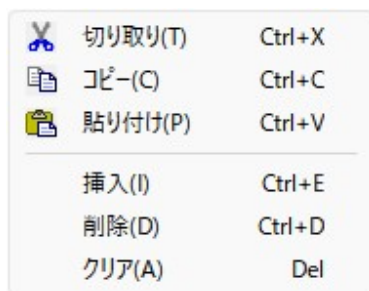 切り取り(T) Ctrl+X
コピー(C) Ctrl+C
貼り付け(P) Ctrl+V
挿入(I) Ctrl+E
削除(D) Ctrl+D
クリア(A) Del